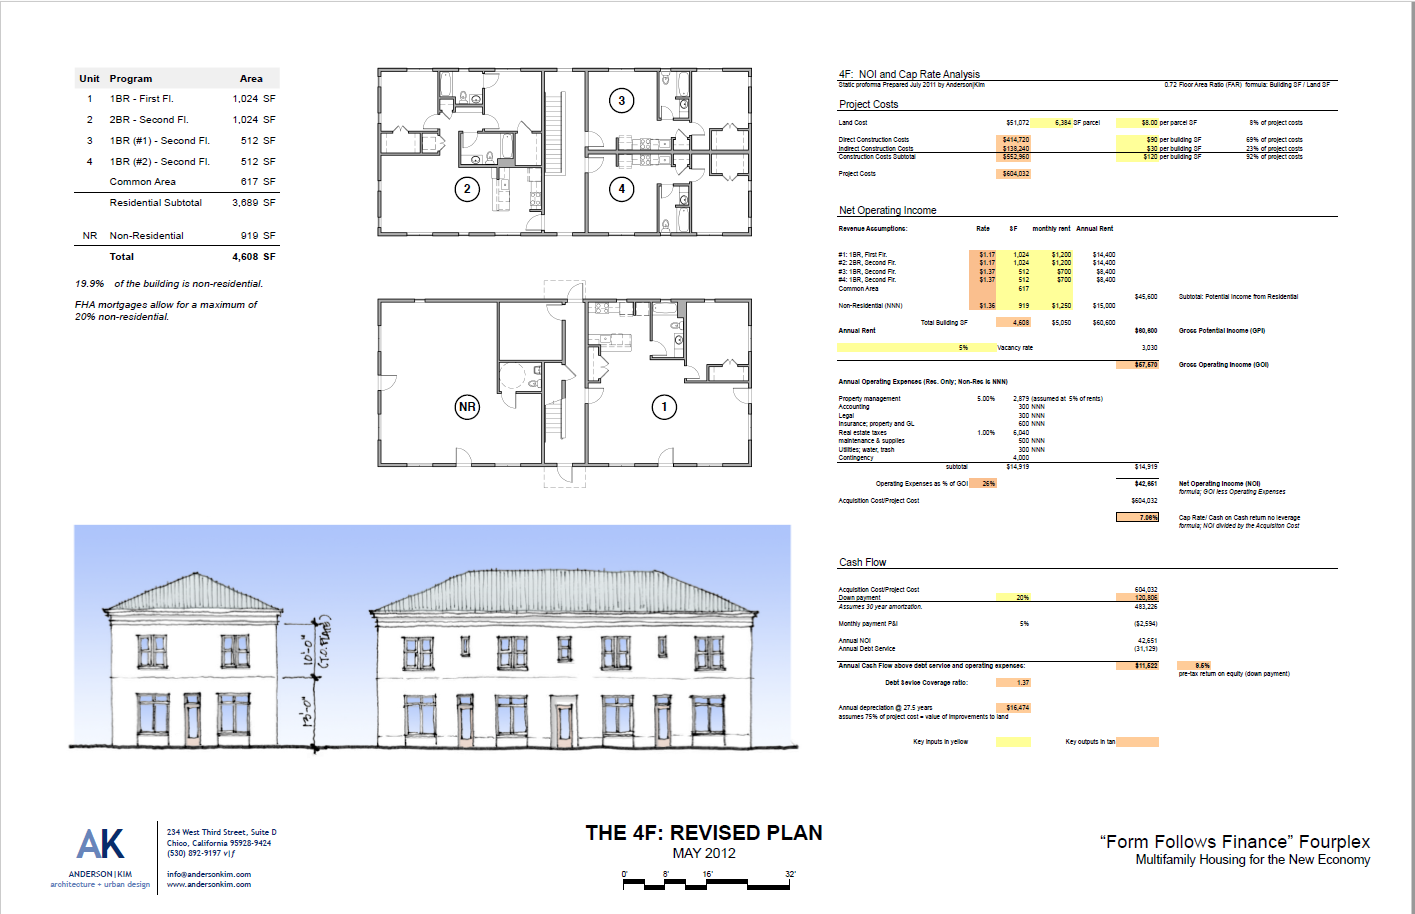 Unit Program Area
1 1BR - First Fl. 1,024 SF
2 2BR - Second Fl. 1,024 SF
3 1BR (#1) - Second Fl. 512 SF
4 1BR (#2) - Second Fl. 512 SF
Common Area 617 SF
Residential Subtotal 3,689 SF
NR Non-Residential 919 SF
Total 4,608 SF
19.9% of the building is non-residential.
FHA mortgages allow for a maximum of
20% non-residential.
3
2
4
NR
1
10'-0"
(T.O. PLATE)
13'-0"
4F: NOI and Cap Rate Analysis
Static proforma Prepared July 2011 by Anderson|Kim 0.72 Floor Area Ratio (FAR) formula: Building SF / Land SF
Project Costs
Land Cost $51,072 6,384 SF parcel $8.00 per parcel SF 8% of project costs
Direct Construction Costs $414,720 $90 per building SF 69% of project costs
Indirect Construction Costs $138,240 $30 per building SF 23% of project costs
Construction Costs Subtotal $552,960 $120 per building SF 92% of project costs
Project Costs $604,032
Net Operating Income
Revenue Assumptions: Rate SF monthly rent Annual Rent
#1: 1BR, First Flr. $1.17 1,024 $1,200 $14,400
#2: 2BR, Second Flr. $1.17 1,024 $1,200 $14,400
#3: 1BR, Second Flr. $1.37 512 $700 $8,400
#4: 1BR, Second Flr. $1.37 512 $700 $8,400
Common Area 617
$45,600 Subtotal: Potential Income from Residential
Non-Residential (NNN) $1.36 919 $1,250 $15,000
Total Building SF 4,608 $5,050 $60,600
Annual Rent $60,600 Gross Potential Income (GPI)
5% Vacancy rate 3,030
$57,570 Gross Operating Income (GOI)
Annual Operating Expenses (Res. Only; Non-Res is NNN)
Property management 5.00% 2,879 (assumed at 5% of rents)
Accounting 300 NNN
Legal 300 NNN
Insurance; property and GL 600 NNN
Real estate taxes 1.00% 6,040
maintenance & supplies 500 NNN
Utilities; water, trash 300 NNN
Contingency 4,000
subtotal $14,919 $14,919
Operating Expenses as % of GOI 26% $42,651 Net Operating Income (NOI)
formula; GOI less Operating Expenses
Acquisition Cost/Project Cost $604,032
7.06% Cap Rate/ Cash on Cash return no leverage
formula; NOI divided by the Acquisiton Cost
Cash Flow
Acquisition Cost/Project Cost 604,032
Down payment 20% 120,806
Assumes 30 year amortization. 483,226
Monthly payment P&I 5% ($2,594)
Annual NOI 42,651
Annual Debt Service (31,129)
Annual Cash Flow above debt service and operating expenses: $11,522 9.5%
pre-tax return on equity (down payment)
Debt Sevice Coverage ratio: 1.37
Annual depreciation @ 27.5 years $16,474
assumes 75% of project cost = value of improvements to land
Key inputs in yellow Key outputs in tan
AK
ANDERSON|KIM
architecture + urban design
234 West Third Street, Suite D
Chico, California 95928-9424
(530) 892-9197 v|f
info@andersonkim.com
www.andersonkim.com
THE 4F: REVISED PLAN
MAY 2012
0' 8' 16' 32'
“Form Follows Finance” Fourplex
Multifamily Housing for the New Economy